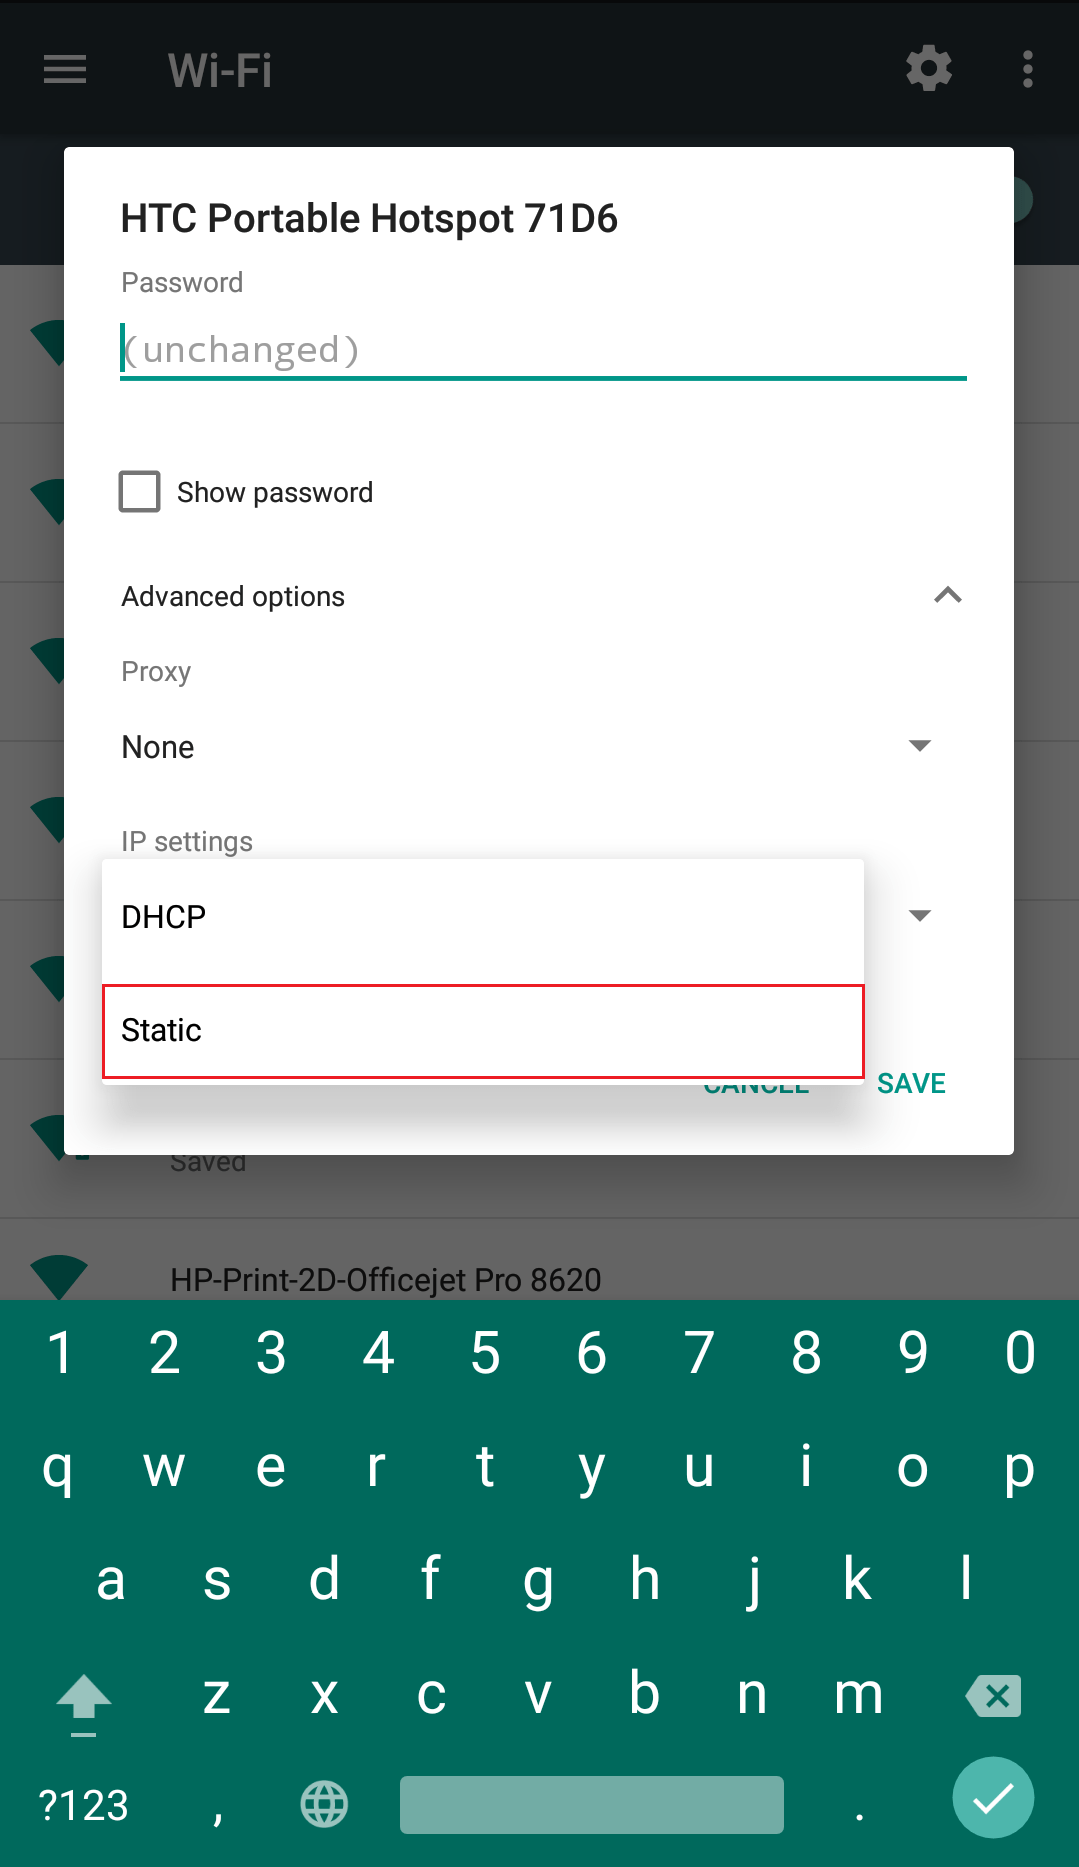 Wi-Fi
HTC Portable Hotspot 71D6
Password
(unchanged)
Show password
Advanced options
Proxy
None
IP settings
DHCP
Static
CANCEL SAVE
Saved
HP-Print-2D-Officejet Pro 8620
1 2 3 4 5 6 7 8 9 0
q w e r t y u i o p
a s d f g h j k l
z x c v b n m
?123 , .